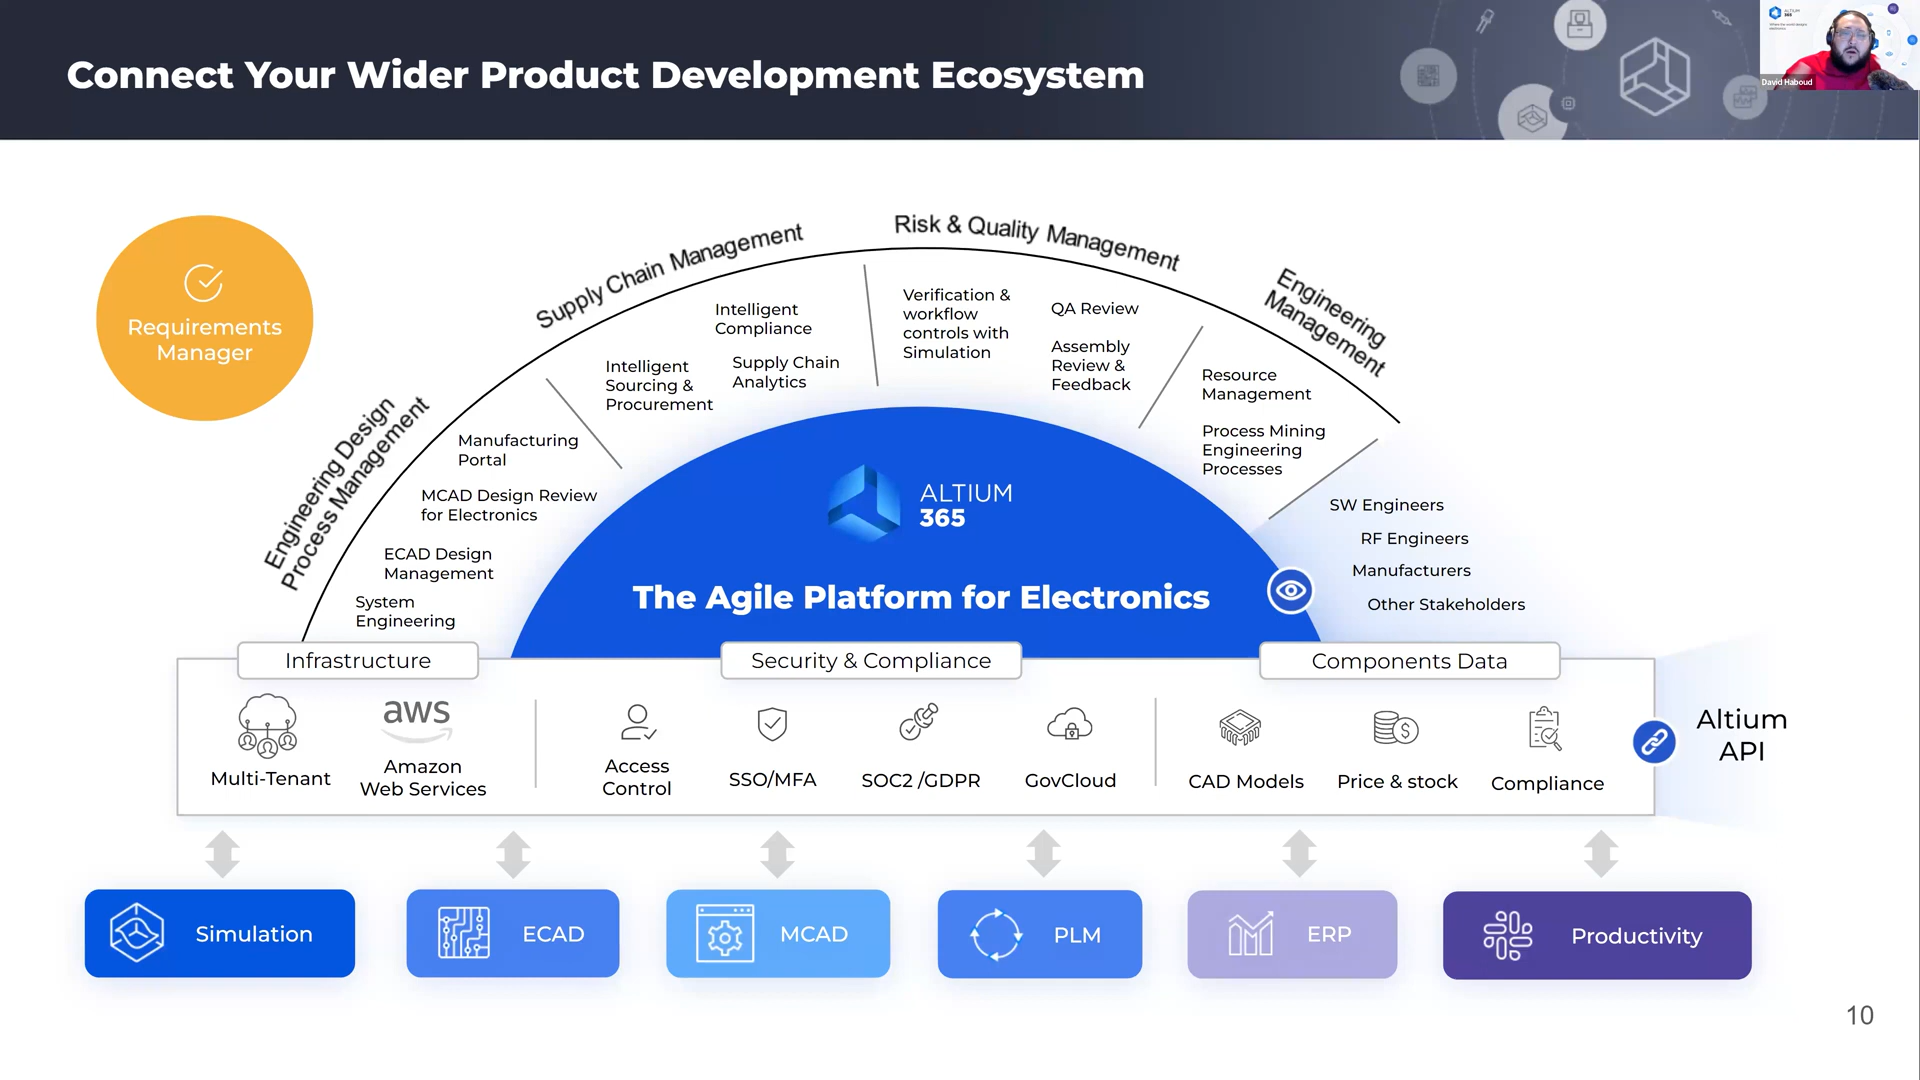 Connect Your Wider Product Development Ecosystem
ALTIUM
365
David Haboud
Requirements
Manager
Engineering Design
Process Management
Supply Chain Management
Risk & Quality Management
Engineering
Management
Manufacturing
Portal
MCAD Design Review
for Electronics
ECAD Design
Management
System
Engineering
Intelligent
Compliance
Intelligent
Sourcing &
Procurement
Supply Chain
Analytics
Verification &
workflow
controls with
Simulation
QA Review
Assembly
Review &
Feedback
Resource
Management
Process Mining
Engineering
Processes
SW Engineers
RF Engineers
Manufacturers
Other Stakeholders
ALTIUM
365
The Agile Platform for Electronics
Infrastructure
Security & Compliance
Components Data
Multi-Tenant
aws
Amazon
Web Services
Access
Control
SSO/MFA
SOC2 /GDPR
GovCloud
CAD Models
Price & stock
Compliance
Altium
API
Simulation
ECAD
MCAD
PLM
ERP
Productivity
10